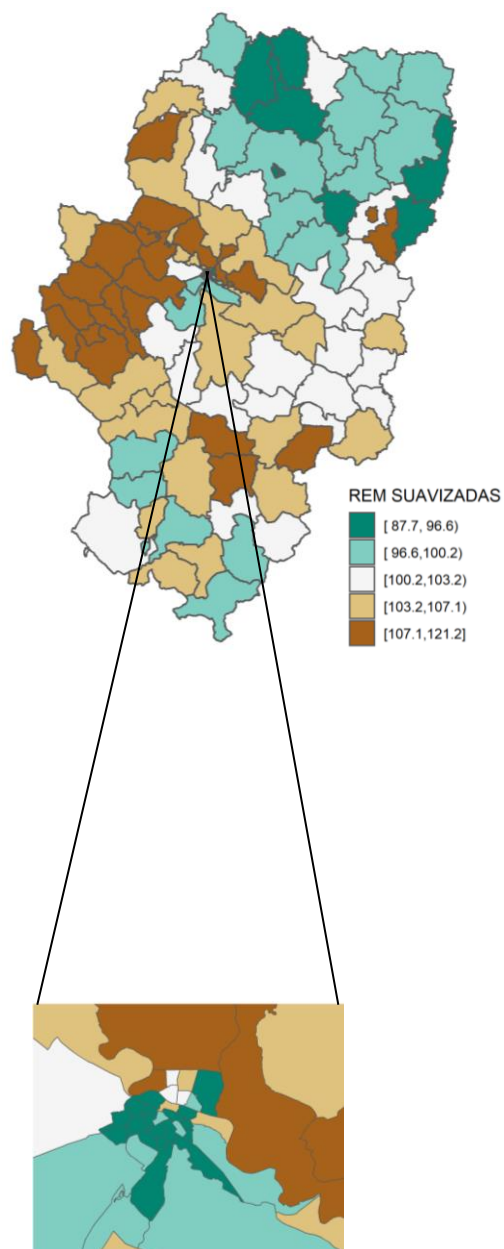 REM SUAVIZADAS
[ 87.7, 96.6)
[ 96.6,100.2)
[100.2,103.2)
[103.2,107.1)
[107.1,121.2]